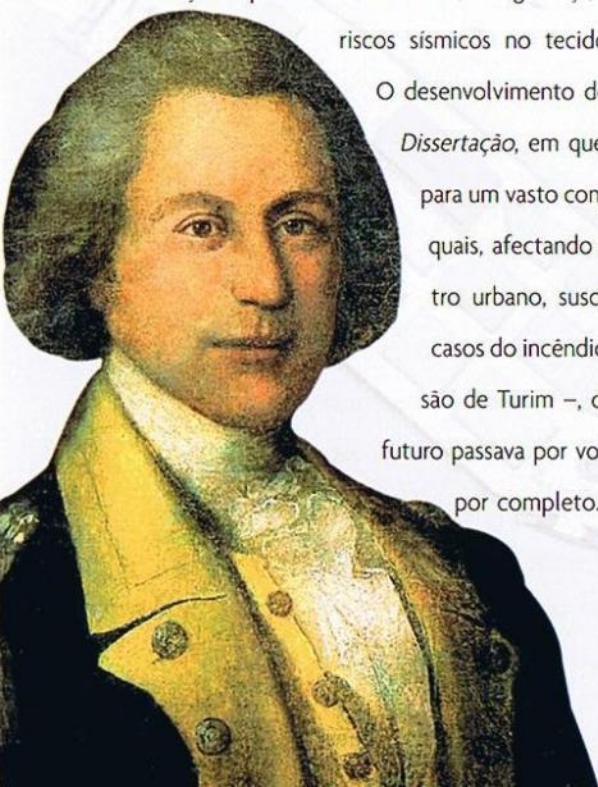 riscos sísmicos no tecido
O desenvolvimento d
Dissertação, em que
para um vasto con
quais, afectando
tro urbano, susc
casos do incêndio
são de Turim –, 
futuro passava por vo
por completo.